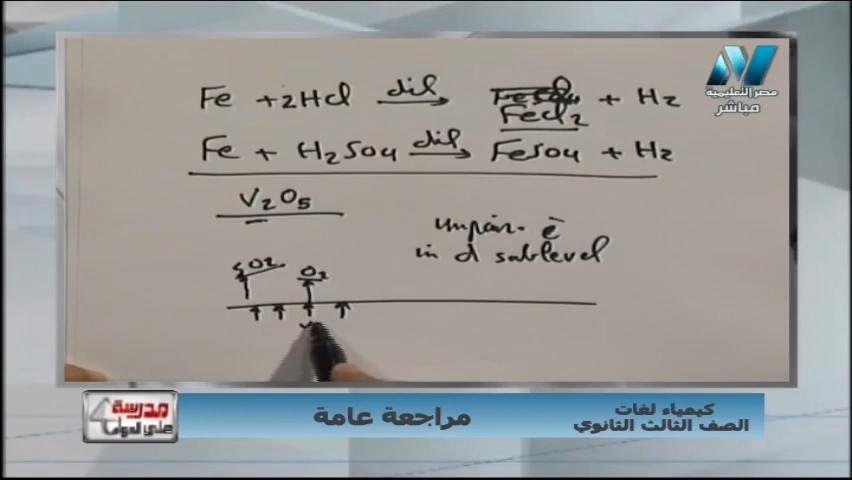 Fe + 2HCl dil → FeCl2 + H2
Fe + H2SO4 dil → FeSO4 + H2
V2O5
unpair. e-
in d sublevel
SO2 O2
مصر التعليمية
مباشر
كيمياء لغات
الصف الثالث الثانوي
مراجعة عامة
مدرسة
على الهوا